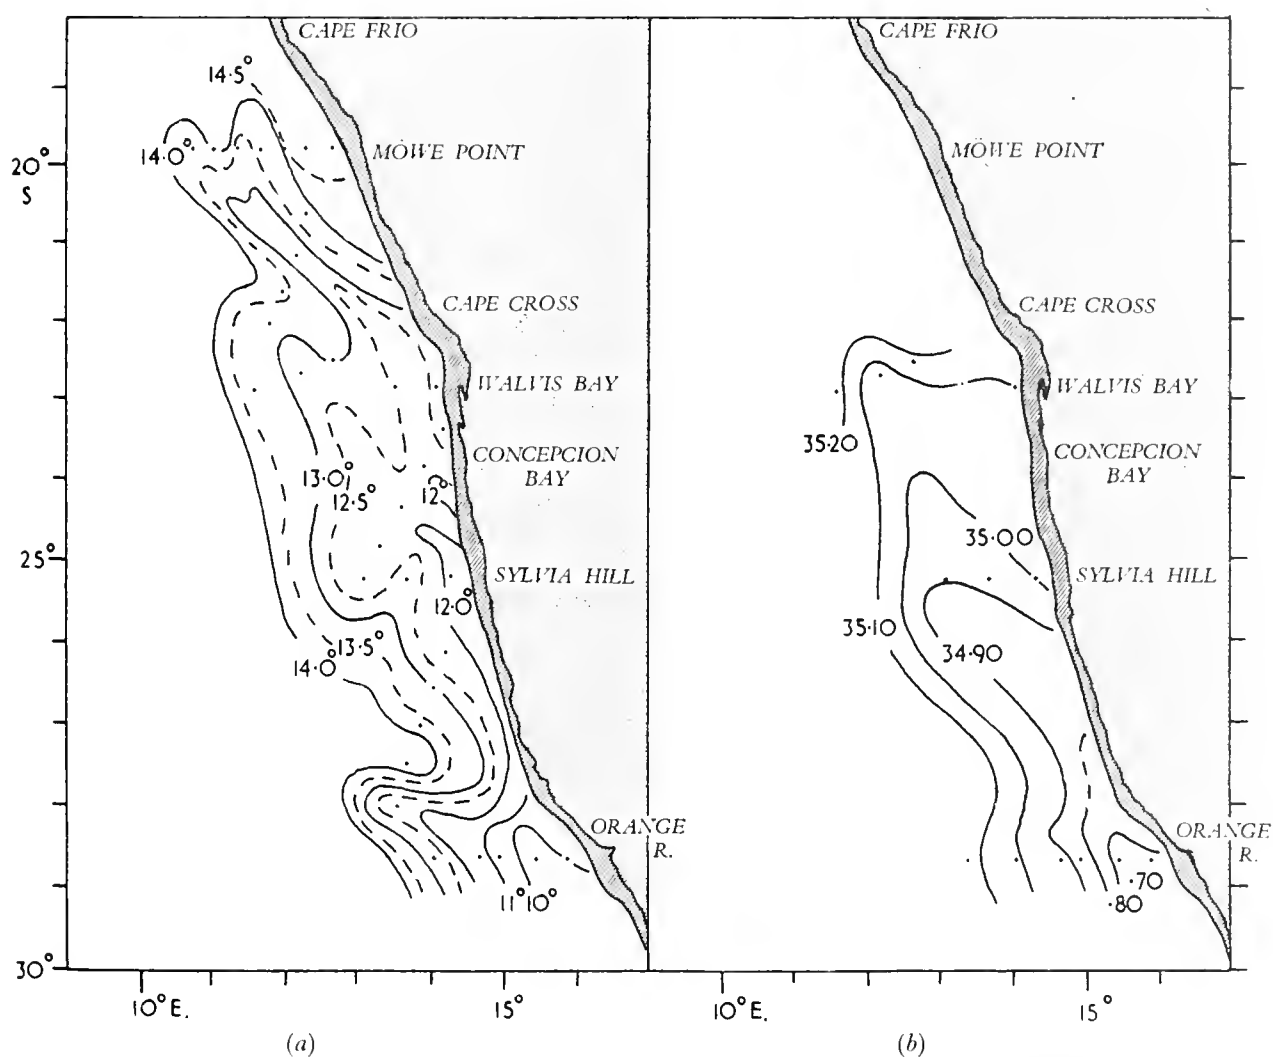 CAPE FRIO
14·5°
14·0°
MÖWE POINT
20°
S
CAPE CROSS
WALVIS BAY
CONCEPCION
BAY
13·0°
12·5°
12°
25°
SYLVIA HILL
12·0°
13·5°
14·0°
ORANGE
R.
11°
10°
30°
10°E.
15°
(a)
CAPE FRIO
MÖWE POINT
CAPE CROSS
WALVIS BAY
35·20
CONCEPCION
BAY
35·00
SYLVIA HILL
35·10
34·90
ORANGE
R.
·70
·80
10°E.
15°
(b)